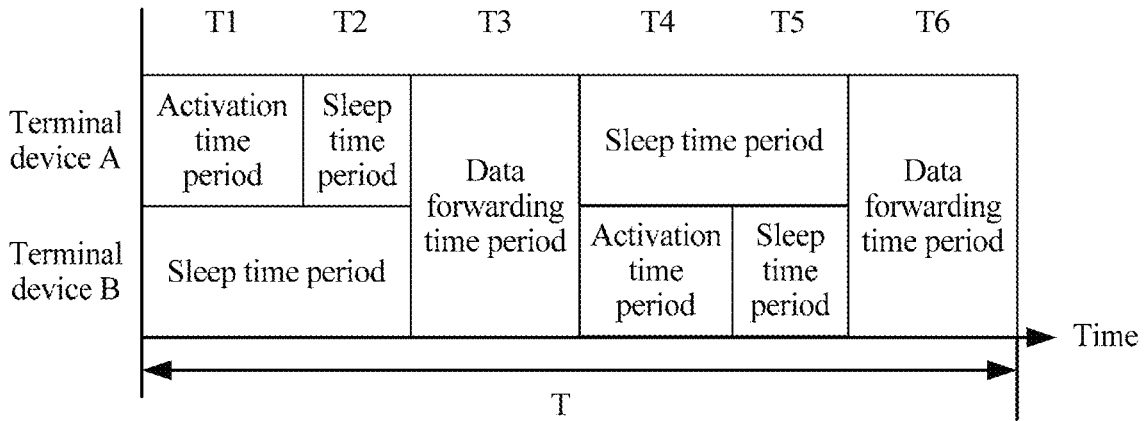 T1 T2 T3 T4 T5 T6
Terminal
device A
Activation
time
period
Sleep
time
period
Data
forwarding
time period
Sleep time period
Data
forwarding
time period
Terminal
device B
Sleep time period
Activation
time
period
Sleep
time
period
Time
T